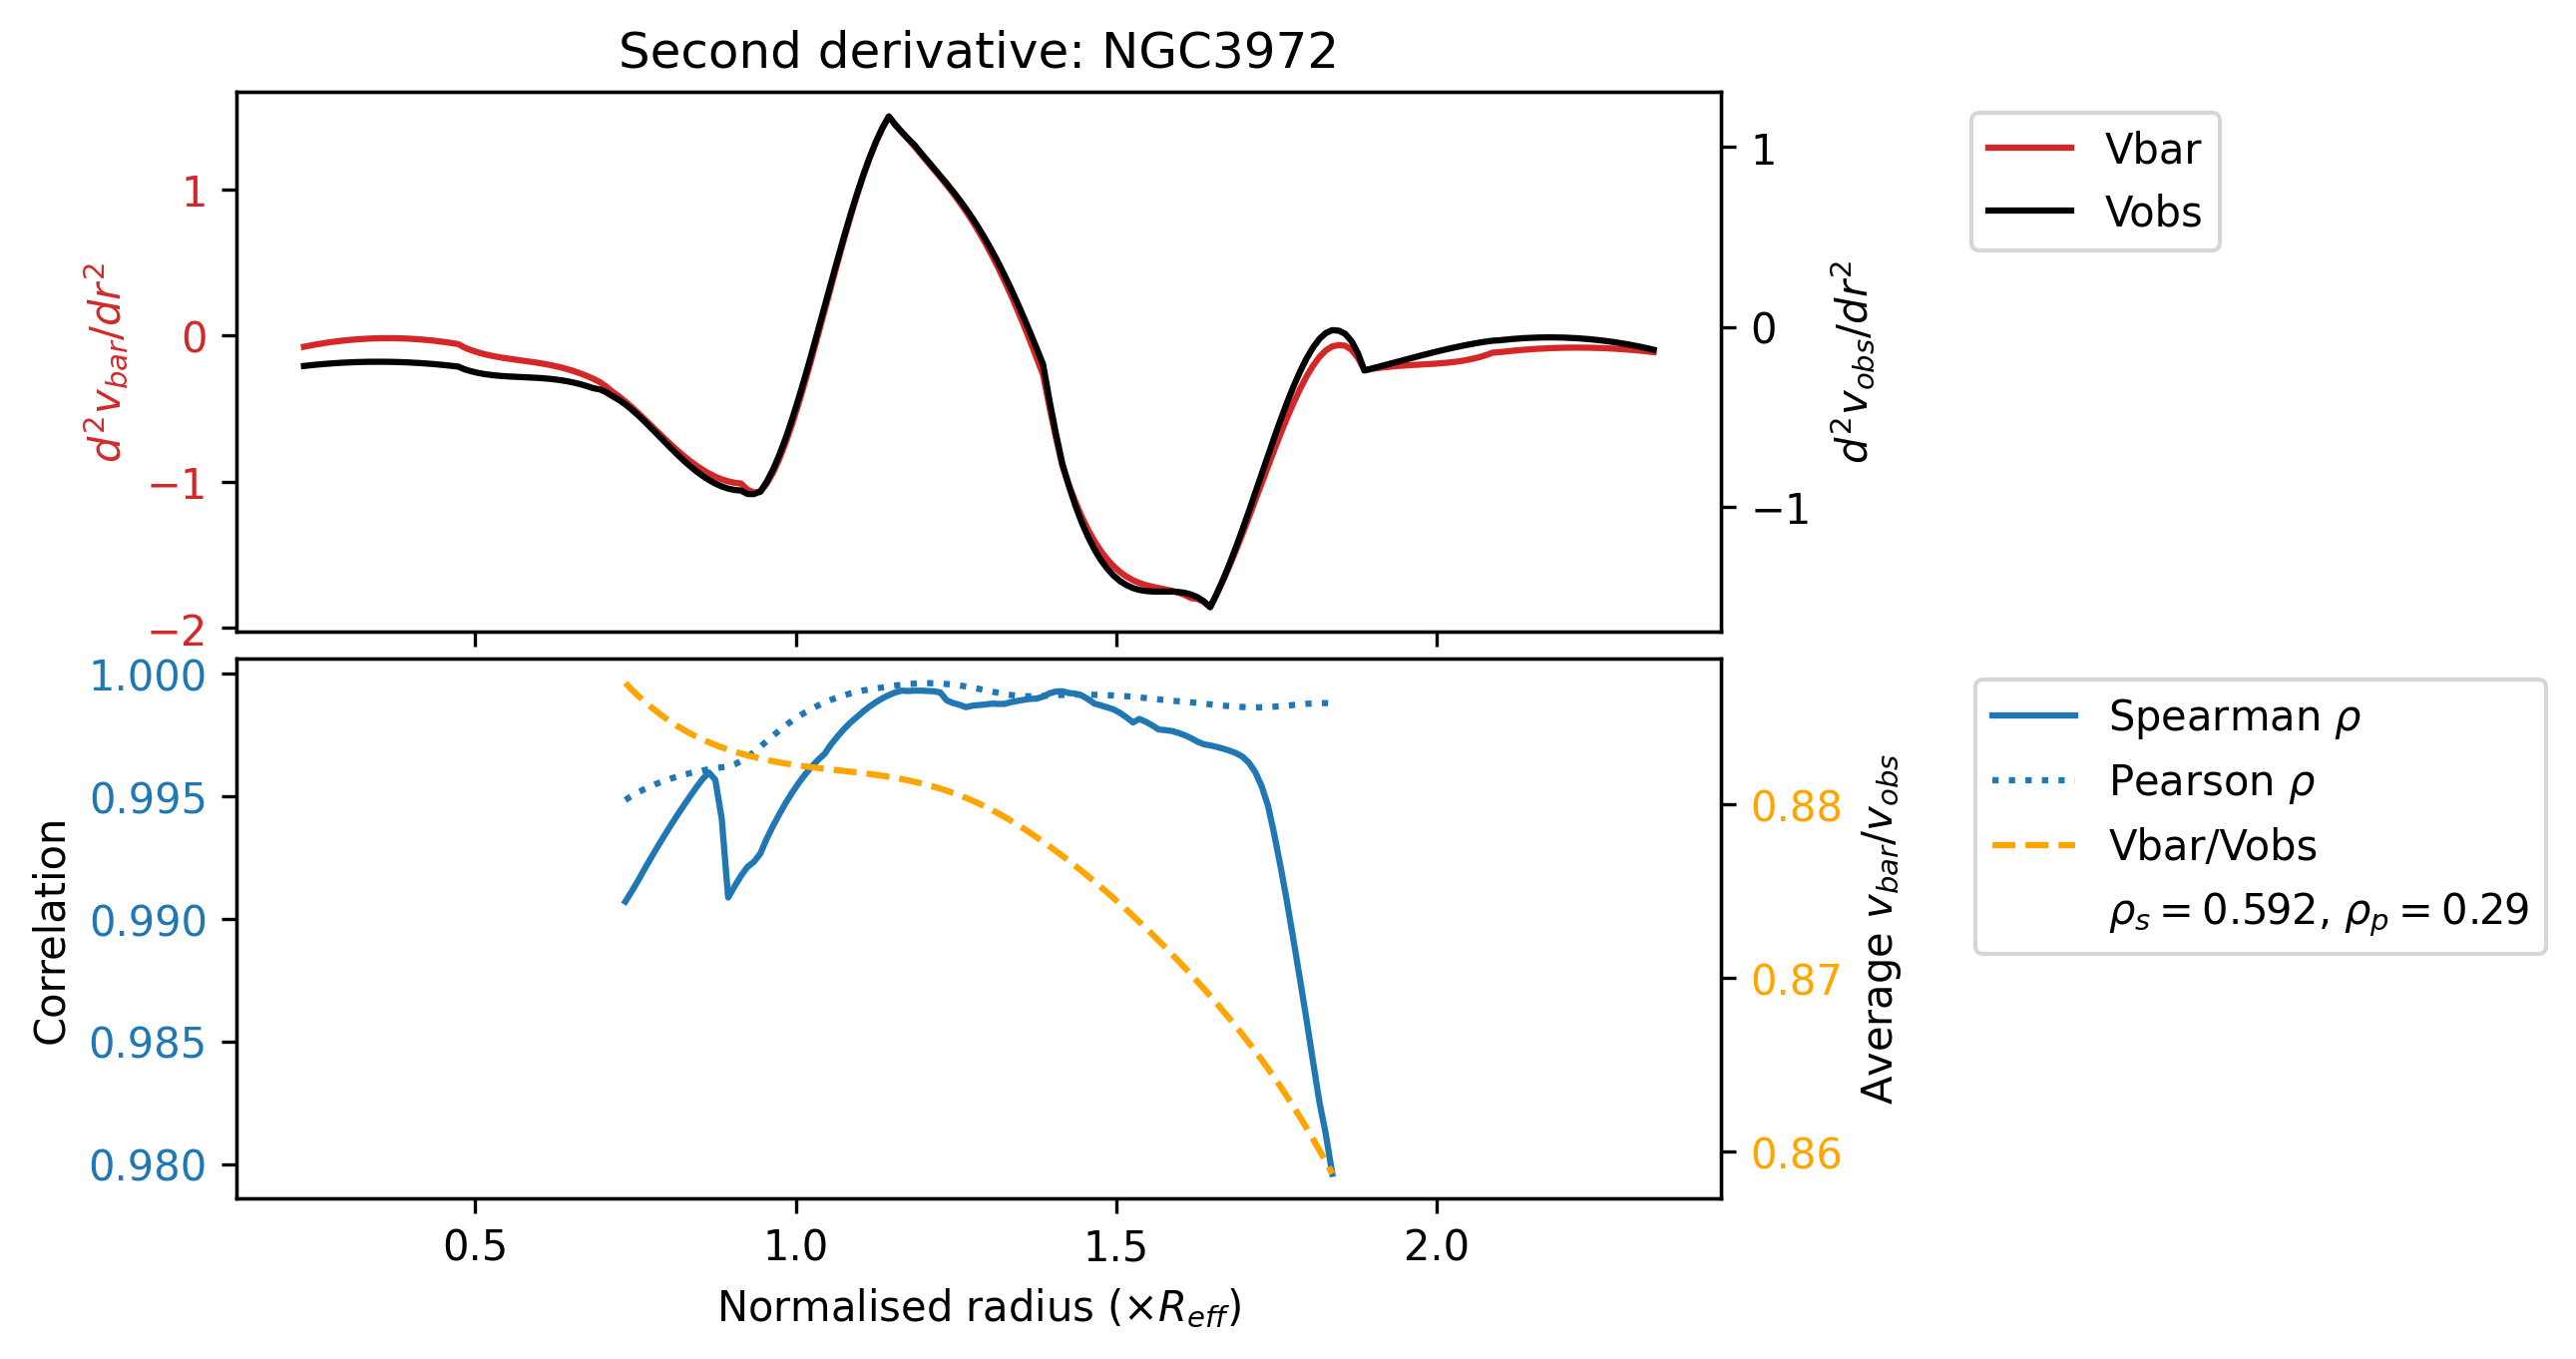 Second derivative: NGC3972
1
0
−1
−2
d²v_bar/dr²
1
0
−1
d²v_obs/dr²
Vbar
Vobs
1.000
0.995
0.990
0.985
0.980
Correlation
0.88
0.87
0.86
Average v_bar/v_obs
Spearman ρ
Pearson ρ
Vbar/Vobs
ρ_s = 0.592, ρ_p = 0.29
0.5 1.0 1.5 2.0
Normalised radius (×R_eff)